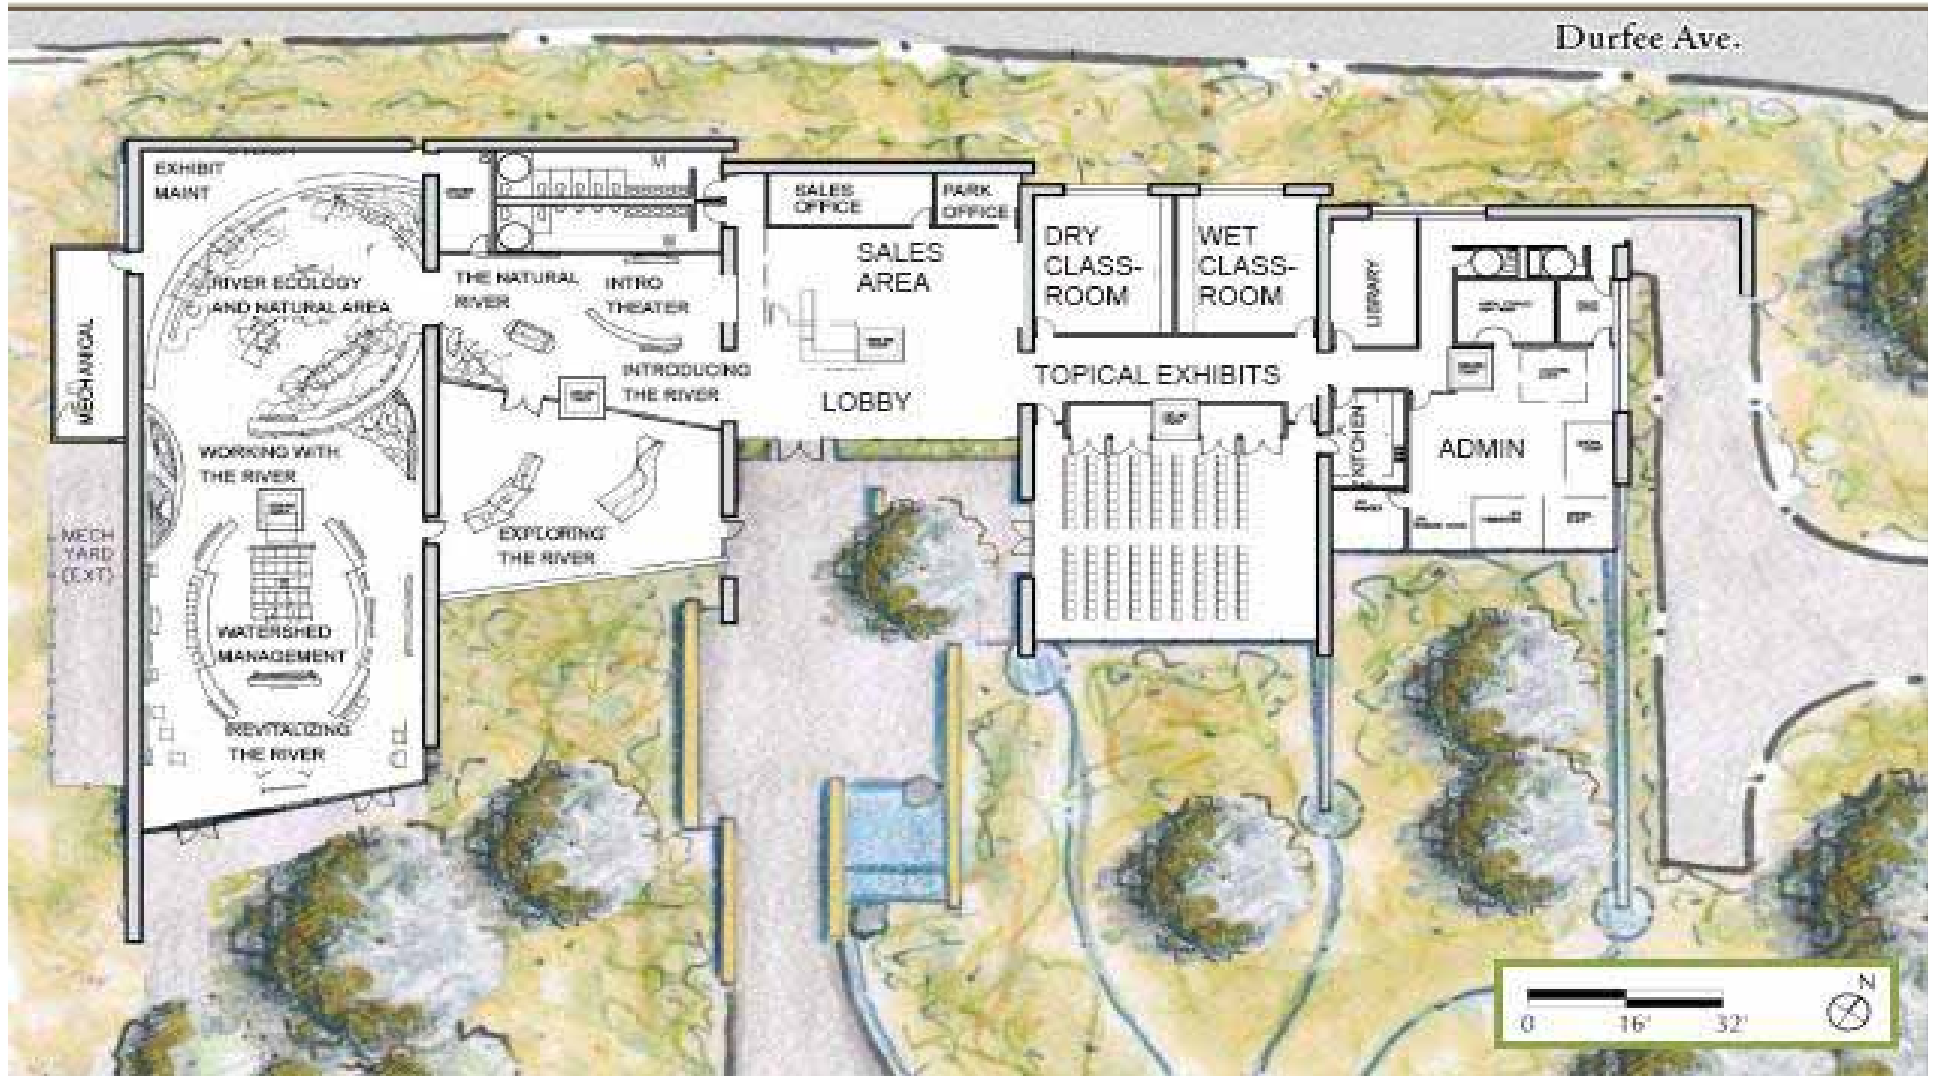 Durfee Ave.
EXHIBIT
MAINT
M
SALES
OFFICE
PARK
OFFICE
SALES
AREA
DRY
CLASS-
ROOM
WET
CLASS-
ROOM
LIBRARY
RIVER ECOLOGY
AND NATURAL AREA
THE NATURAL
RIVER
INTRO
THEATER
MECHANICAL
INTRODUCING
THE RIVER
LOBBY
TOPICAL EXHIBITS
KITCHEN
ADMIN
WORKING WITH
THE RIVER
EXPLORING
THE RIVER
MECH
YARD
(EXT)
WATERSHED
MANAGEMENT
REVITALIZING
THE RIVER
N
0 16' 32'